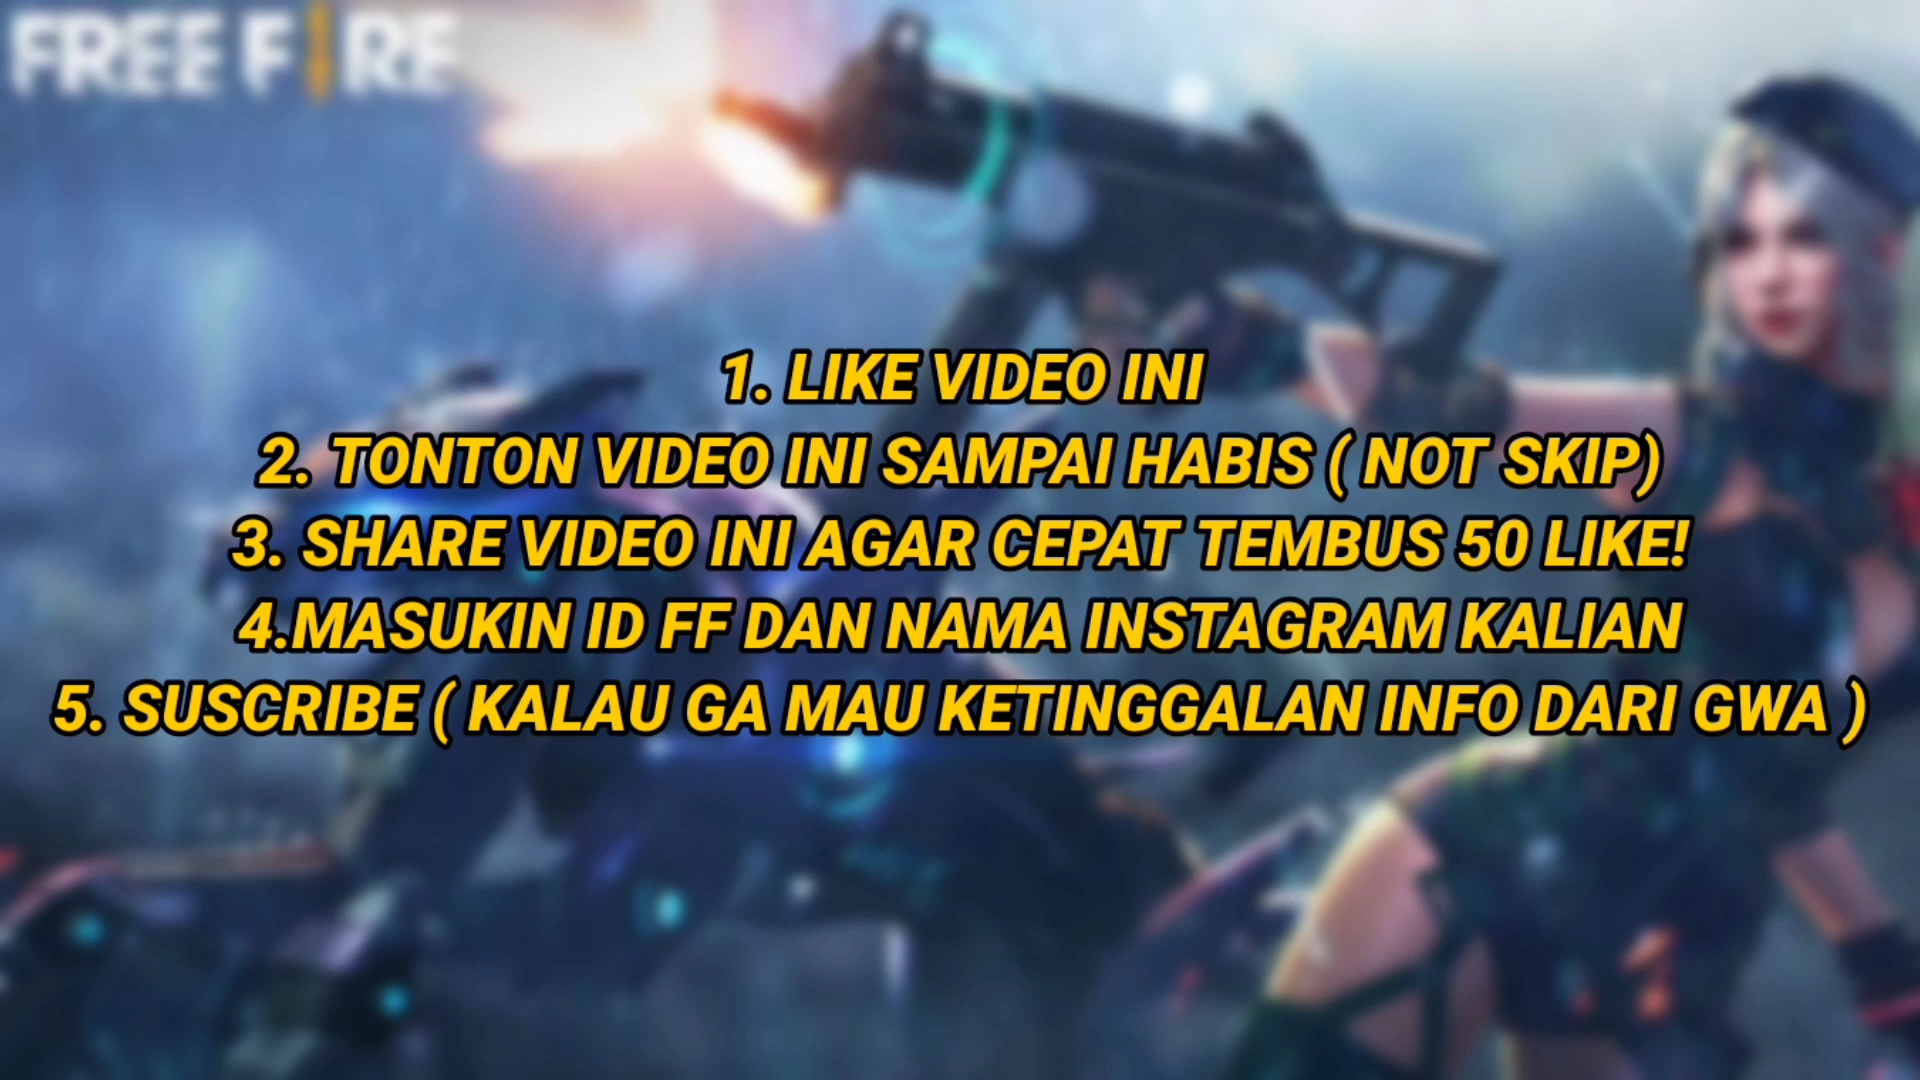 FREE FIRE
1. LIKE VIDEO INI
2. TONTON VIDEO INI SAMPAI HABIS ( NOT SKIP)
3. SHARE VIDEO INI AGAR CEPAT TEMBUS 50 LIKE!
4.MASUKIN ID FF DAN NAMA INSTAGRAM KALIAN
5. SUSCRIBE ( KALAU GA MAU KETINGGALAN INFO DARI GWA )